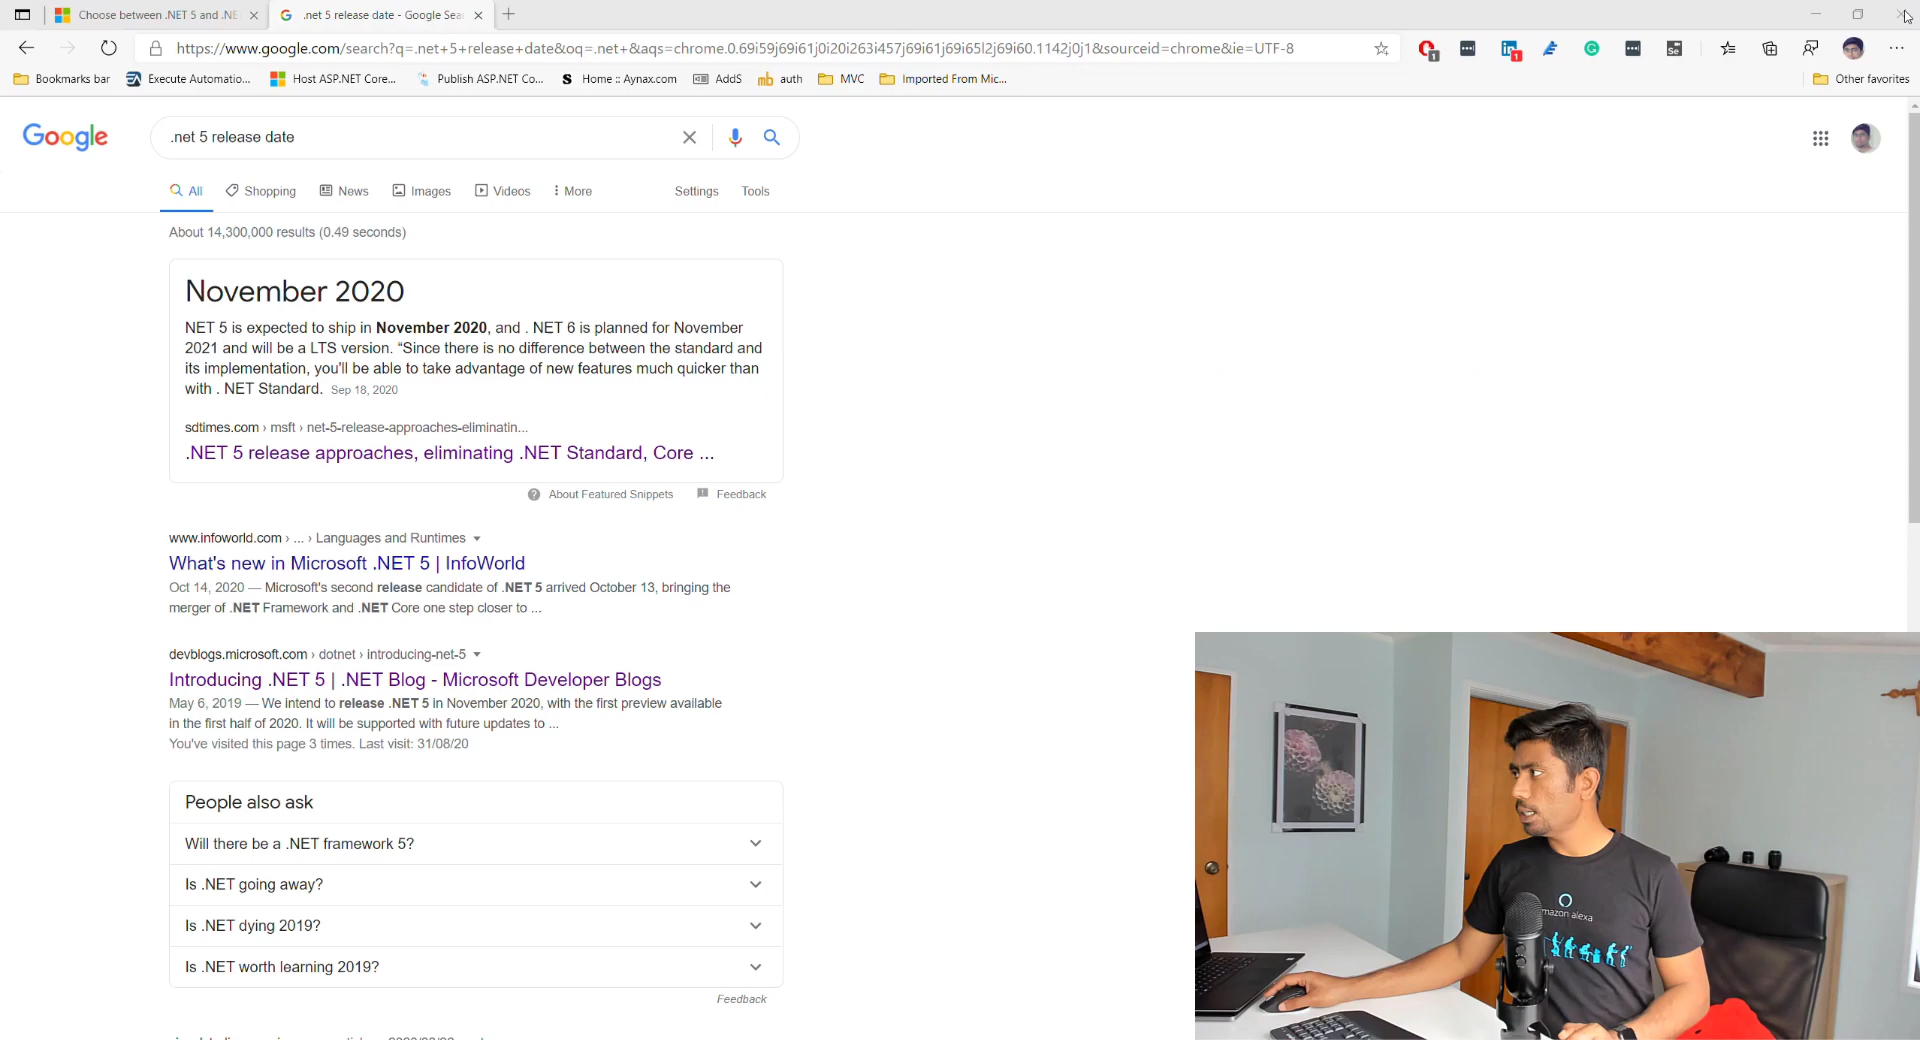 Choose between .NET 5 and .NE
.net 5 release date - Google Sea
https://www.google.com/search?q=.net+5+release+date&oq=.net+&aqs=chrome.0.69i59j69i61j0i20i263i457j69i61j69i65l2j69i60.1142j0j1&sourceid=chrome&ie=UTF-8
Bookmarks bar
Execute Automatio...
Host ASP.NET Core...
Publish ASP.NET Co...
Home :: Aynax.com
AddS
auth
MVC
Imported From Mic...
Other favorites
Google
.net 5 release date
All
Shopping
News
Images
Videos
More
Settings
Tools
About 14,300,000 results (0.49 seconds)
November 2020
NET 5 is expected to ship in November 2020, and . NET 6 is planned for November
2021 and will be a LTS version. “Since there is no difference between the standard and
its implementation, you'll be able to take advantage of new features much quicker than
with . NET Standard. Sep 18, 2020
sdtimes.com › msft › net-5-release-approaches-eliminatin...
.NET 5 release approaches, eliminating .NET Standard, Core ...
About Featured Snippets
Feedback
www.infoworld.com › ... › Languages and Runtimes
What's new in Microsoft .NET 5 | InfoWorld
Oct 14, 2020 — Microsoft's second release candidate of .NET 5 arrived October 13, bringing the
merger of .NET Framework and .NET Core one step closer to ...
devblogs.microsoft.com › dotnet › introducing-net-5
Introducing .NET 5 | .NET Blog - Microsoft Developer Blogs
May 6, 2019 — We intend to release .NET 5 in November 2020, with the first preview available
in the first half of 2020. It will be supported with future updates to ...
You've visited this page 3 times. Last visit: 31/08/20
People also ask
Will there be a .NET framework 5?
Is .NET going away?
Is .NET dying 2019?
Is .NET worth learning 2019?
Feedback
amazon alexa